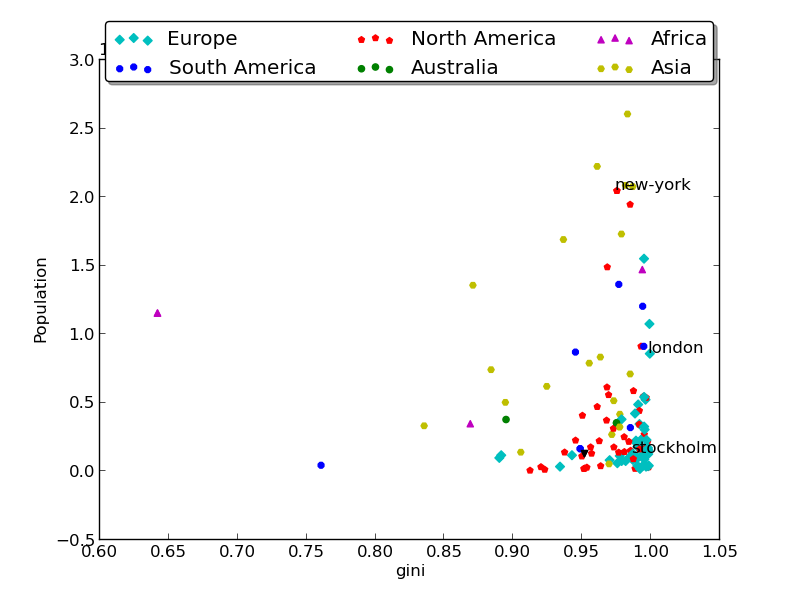 Europe North America Africa
South America Australia Asia
3.0
2.5
new-york
2.0
1.5
Population
1.0
london
0.5
stockholm
0.0
−0.5
0.60 0.65 0.70 0.75 0.80 0.85 0.90 0.95 1.00 1.05
gini